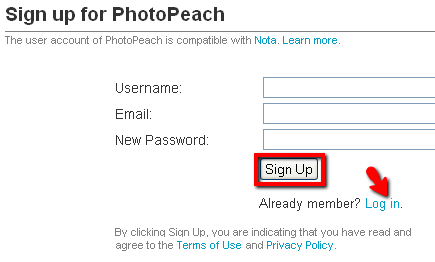 Sign up for PhotoPeach
The user account of PhotoPeach is compatible with Nota. Learn more.
Username:
Email:
New Password:
Sign Up
Already member? Log in.
By clicking Sign Up, you are indicating that you have read and
agree to the Terms of Use and Privacy Policy.